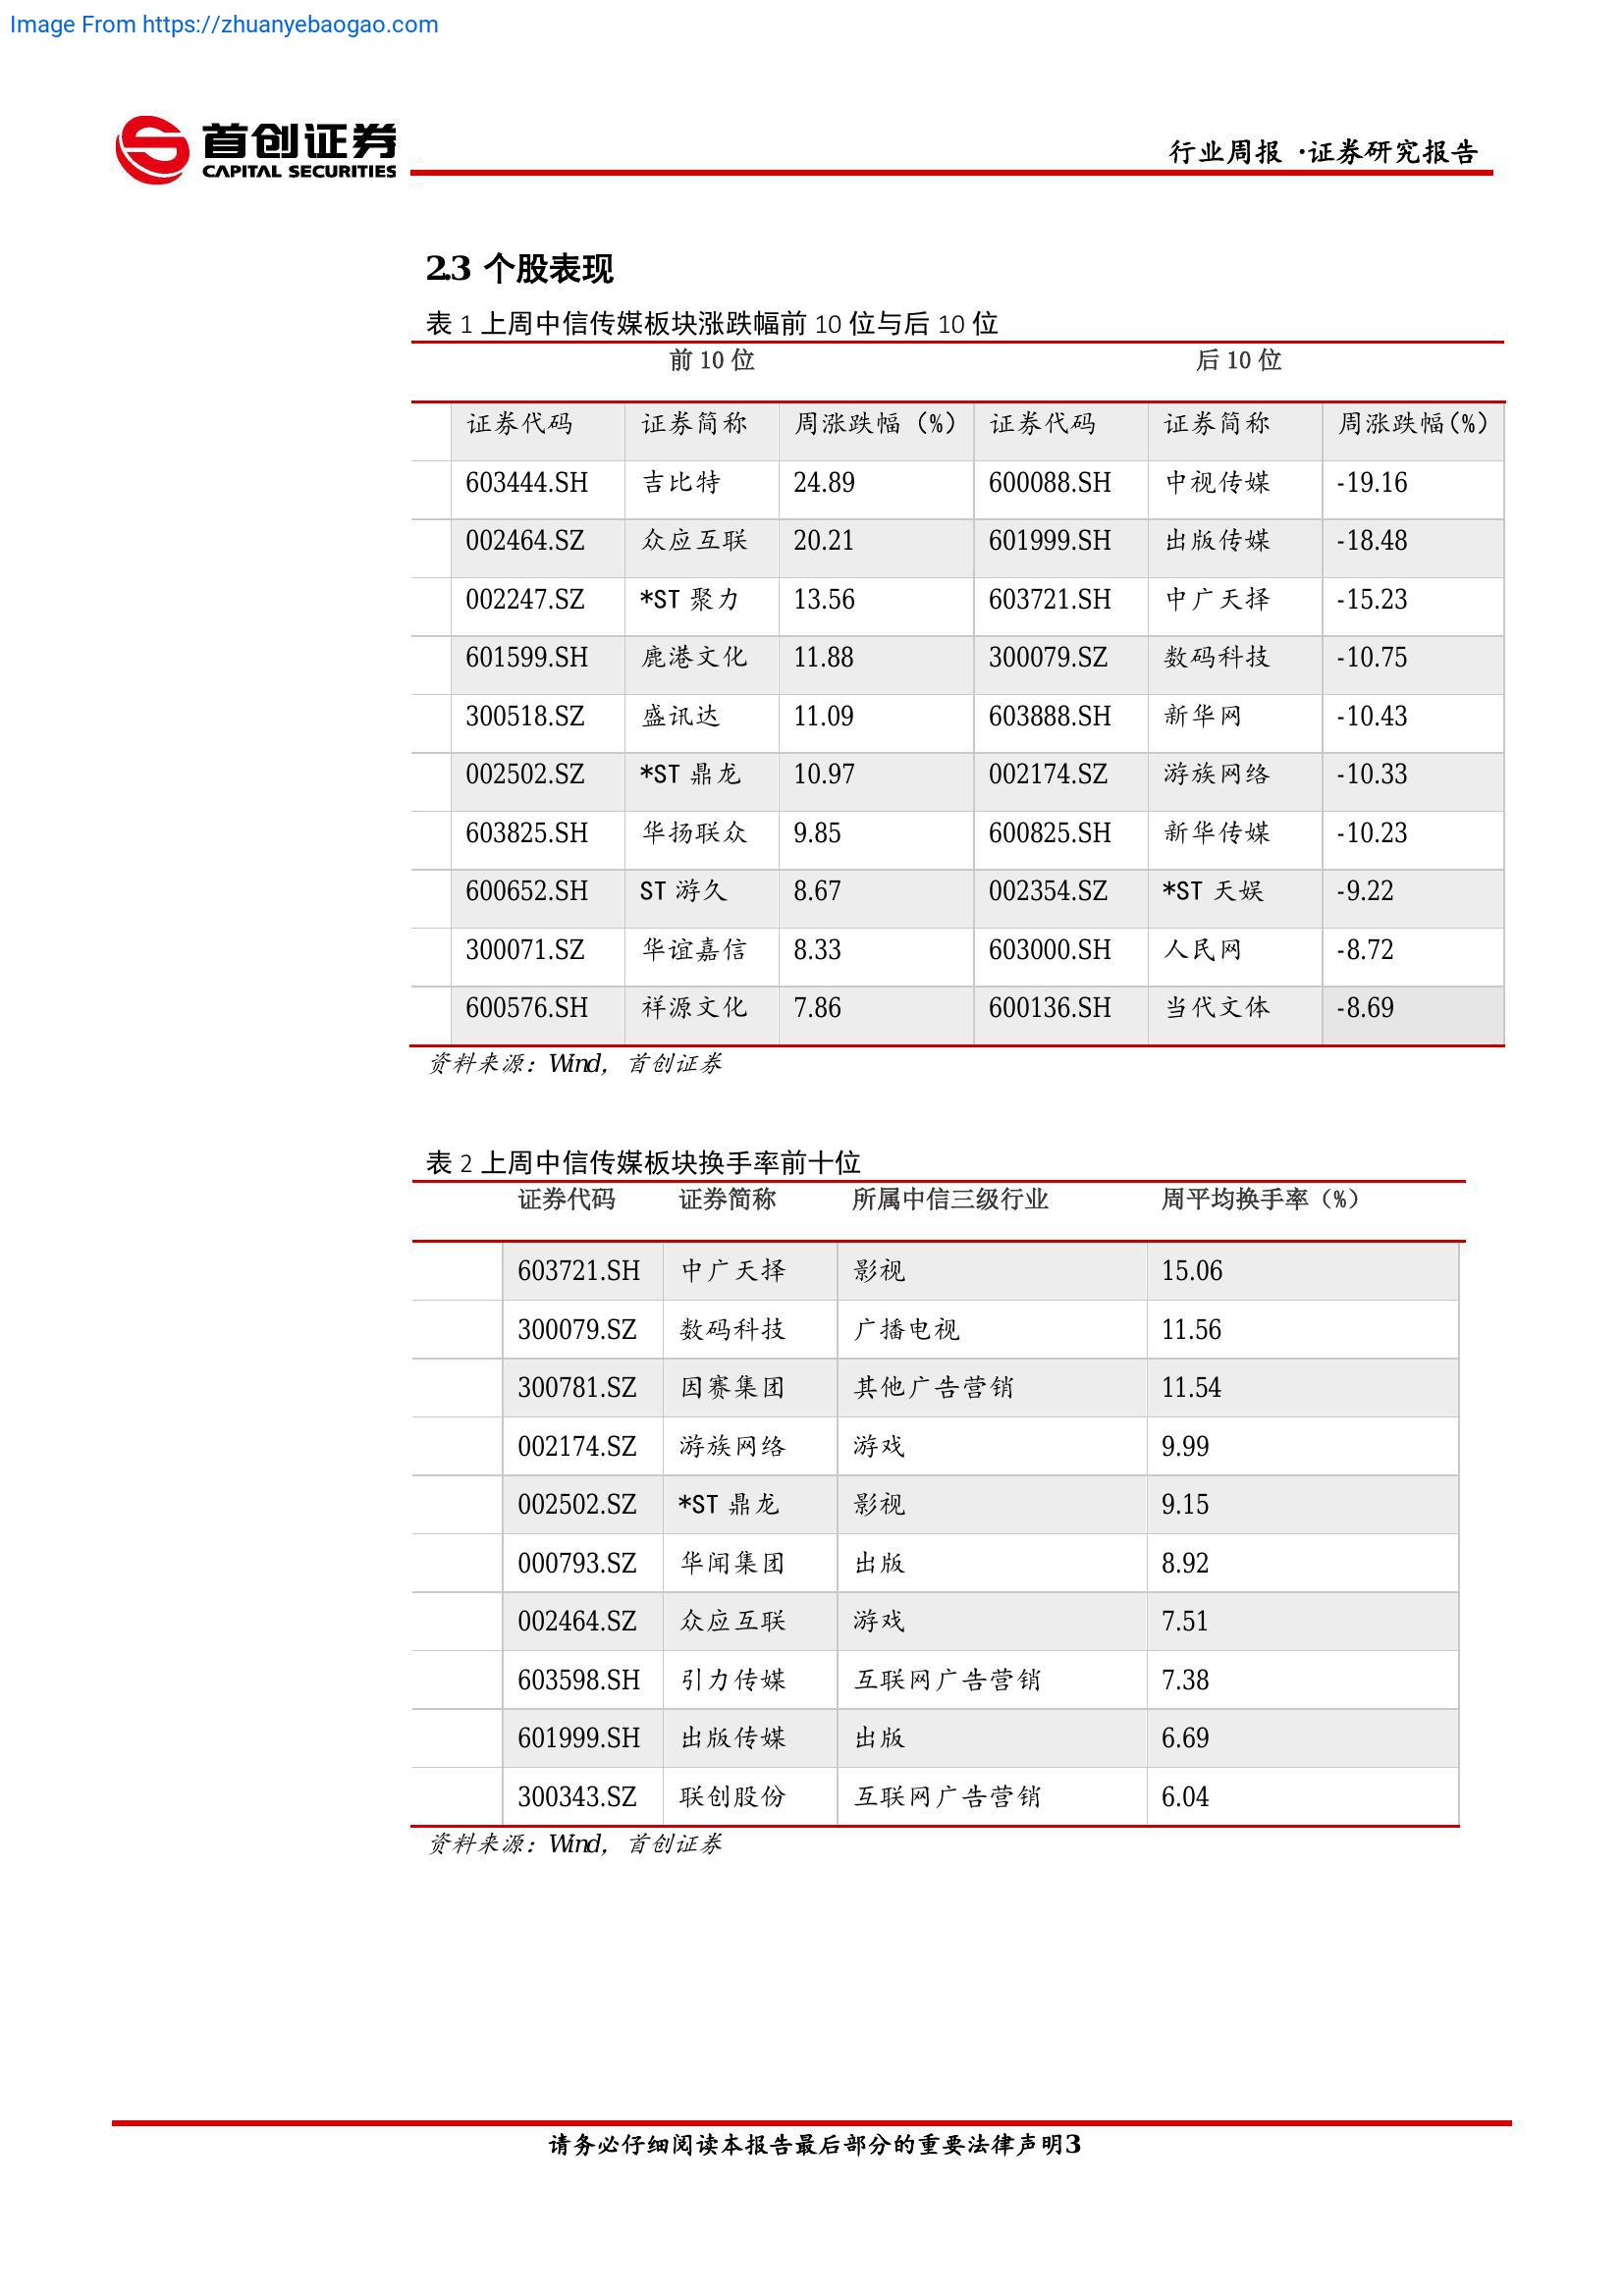 Image From https://zhuanyebaogao.com
首创证券
CAPITAL SECURITIES
行业周报 ·证券研究报告
2.3 个股表现
表 1 上周中信传媒板块涨跌幅前 10 位与后 10 位
前 10 位 后 10 位
证券代码 证券简称 周涨跌幅（%） 证券代码 证券简称 周涨跌幅(%)
603444.SH 吉比特 24.89 600088.SH 中视传媒 -19.16
002464.SZ 众应互联 20.21 601999.SH 出版传媒 -18.48
002247.SZ *ST 聚力 13.56 603721.SH 中广天择 -15.23
601599.SH 鹿港文化 11.88 300079.SZ 数码科技 -10.75
300518.SZ 盛讯达 11.09 603888.SH 新华网 -10.43
002502.SZ *ST 鼎龙 10.97 002174.SZ 游族网络 -10.33
603825.SH 华扬联众 9.85 600825.SH 新华传媒 -10.23
600652.SH ST 游久 8.67 002354.SZ *ST 天娱 -9.22
300071.SZ 华谊嘉信 8.33 603000.SH 人民网 -8.72
600576.SH 祥源文化 7.86 600136.SH 当代文体 -8.69
资料来源：Wind，首创证券
表 2 上周中信传媒板块换手率前十位
证券代码 证券简称 所属中信三级行业 周平均换手率（%）
603721.SH 中广天择 影视 15.06
300079.SZ 数码科技 广播电视 11.56
300781.SZ 因赛集团 其他广告营销 11.54
002174.SZ 游族网络 游戏 9.99
002502.SZ *ST 鼎龙 影视 9.15
000793.SZ 华闻集团 出版 8.92
002464.SZ 众应互联 游戏 7.51
603598.SH 引力传媒 互联网广告营销 7.38
601999.SH 出版传媒 出版 6.69
300343.SZ 联创股份 互联网广告营销 6.04
资料来源：Wind，首创证券
请务必仔细阅读本报告最后部分的重要法律声明3